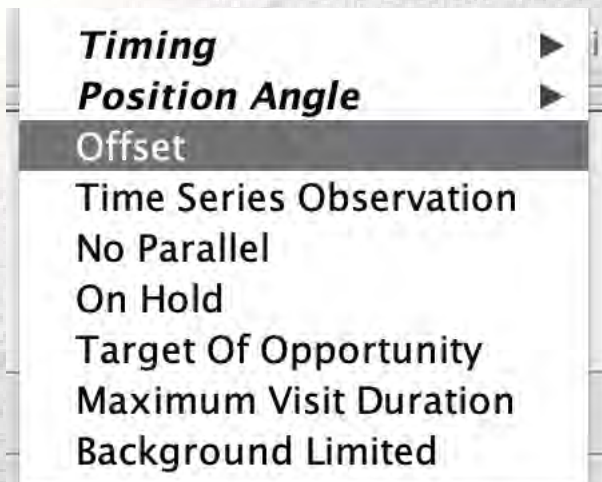 Timing
Position Angle
Offset
Time Series Observation
No Parallel
On Hold
Target Of Opportunity
Maximum Visit Duration
Background Limited